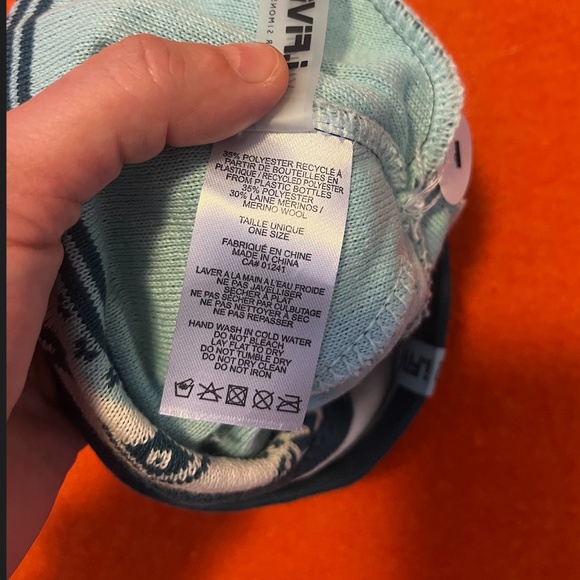 35% POLYESTER RECYCLÉ À
PARTIR DE BOUTEILLES EN
PLASTIQUE / RECYCLED POLYESTER
FROM PLASTIC BOTTLES
35% POLYESTER
30% LAINE MERINOS /
MERINO WOOL
TAILLE UNIQUE
ONE SIZE
FABRIQUÉ EN CHINE
MADE IN CHINA
CA# 01241
LAVER À LA MAIN À L'EAU FROIDE
NE PAS JAVELLISER
SÉCHER À PLAT
NE PAS SÉCHER PAR CULBUTAGE
NE PAS NETTOYER À SEC
NE PAS REPASSER
HAND WASH IN COLD WATER
DO NOT BLEACH
LAY FLAT TO DRY
DO NOT TUMBLE DRY
DO NOT DRY CLEAN
DO NOT IRON